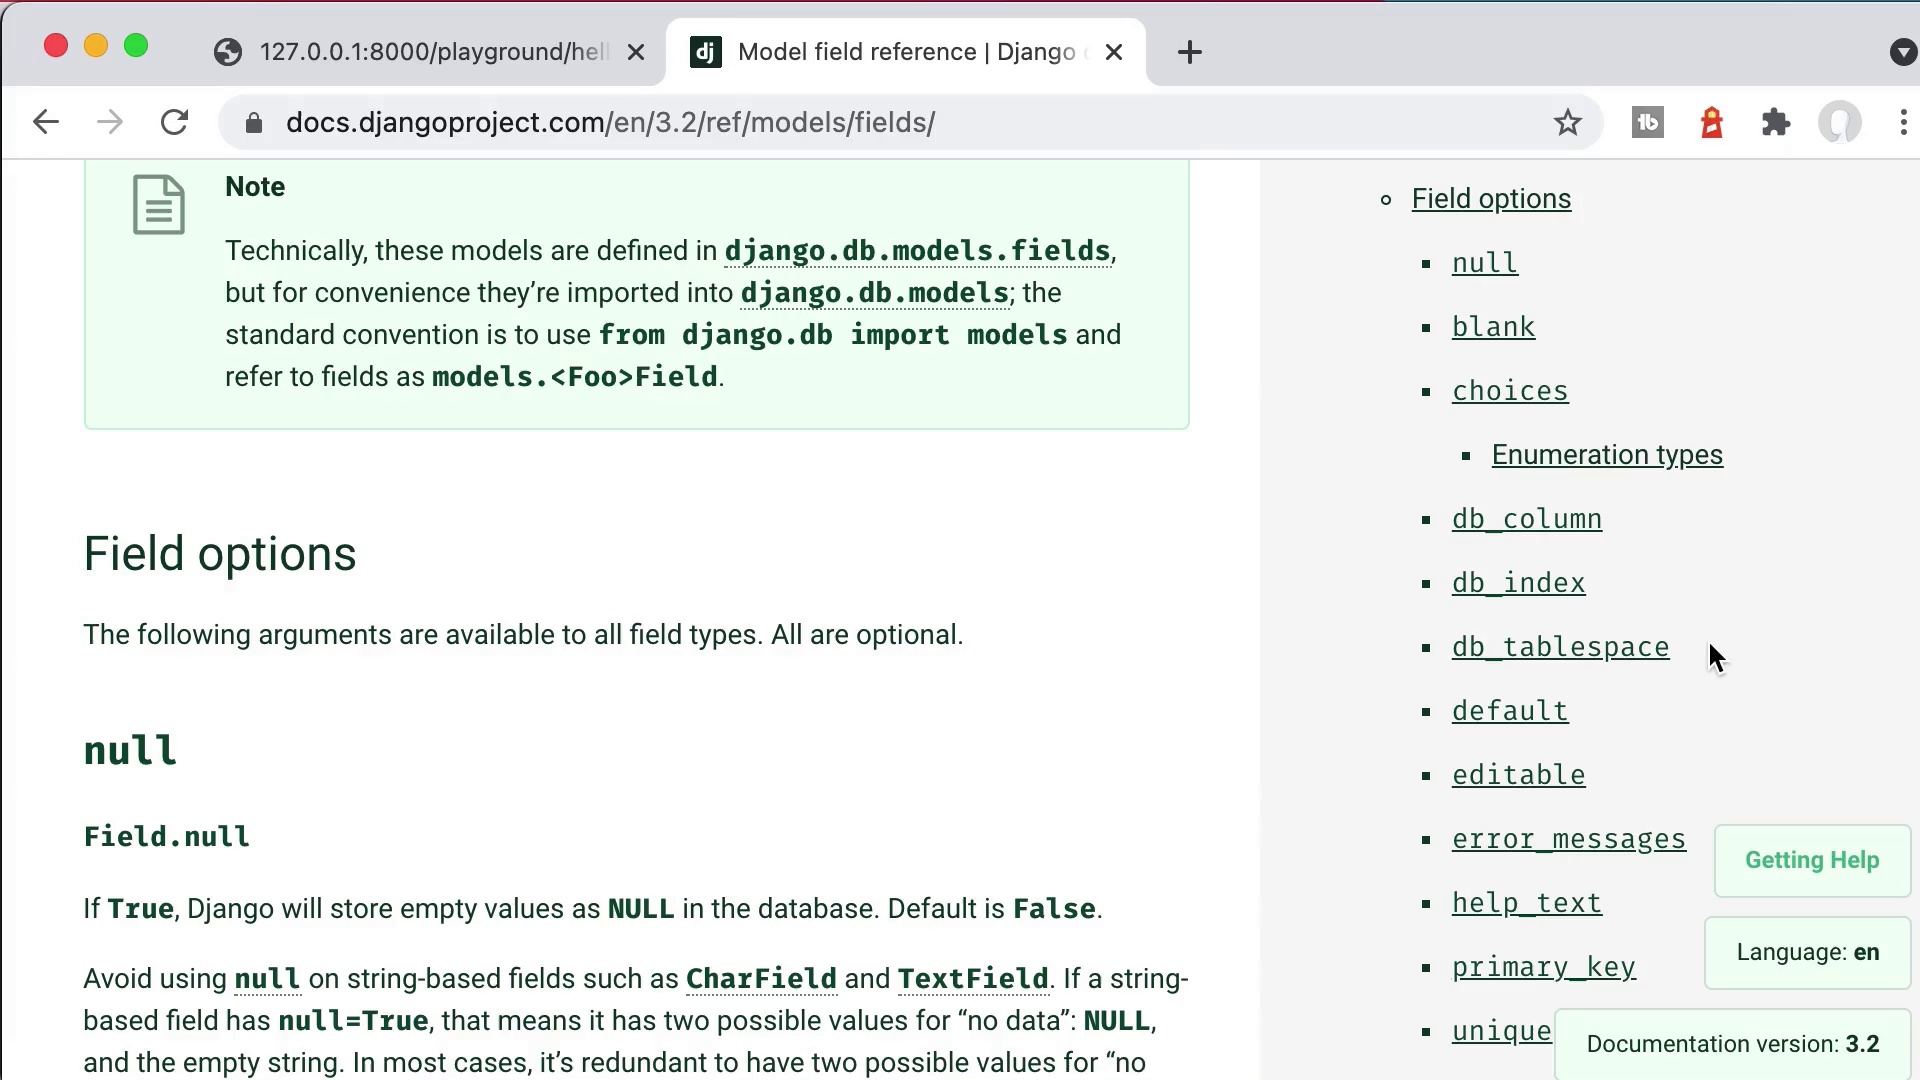 127.0.0.1:8000/playground/hell
Model field reference | Django
docs.djangoproject.com/en/3.2/ref/models/fields/
Note
Technically, these models are defined in django.db.models.fields,
but for convenience they’re imported into django.db.models; the
standard convention is to use from django.db import models and
refer to fields as models.<Foo>Field.
Field options
The following arguments are available to all field types. All are optional.
null
Field.null
If True, Django will store empty values as NULL in the database. Default is False.
Avoid using null on string-based fields such as CharField and TextField. If a string-
based field has null=True, that means it has two possible values for “no data”: NULL,
and the empty string. In most cases, it’s redundant to have two possible values for “no
Field options
null
blank
choices
Enumeration types
db_column
db_index
db_tablespace
default
editable
error_messages
help_text
primary_key
unique
Getting Help
Language: en
Documentation version: 3.2